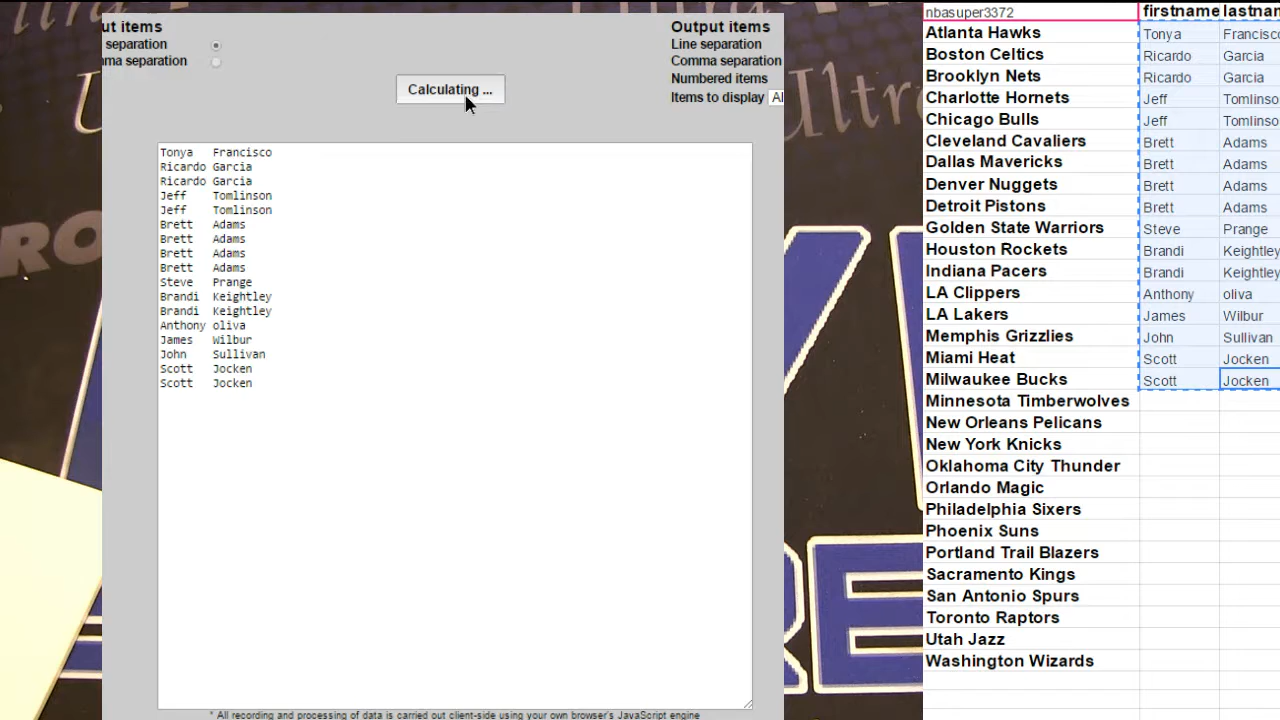 ut items
separation
mma separation
Calculating ...
Output items
Line separation
Comma separation
Numbered items
Items to display Al
Tonya Francisco
Ricardo Garcia
Ricardo Garcia
Jeff Tomlinson
Jeff Tomlinson
Brett Adams
Brett Adams
Brett Adams
Brett Adams
Steve Prange
Brandi Keightley
Brandi Keightley
Anthony oliva
James Wilbur
John Sullivan
Scott Jocken
Scott Jocken
* All recording and processing of data is carried out client-side using your own browser's JavaScript engine
nbasuper3372 firstname lastnam
Atlanta Hawks Tonya Francisco
Boston Celtics Ricardo Garcia
Brooklyn Nets Ricardo Garcia
Charlotte Hornets Jeff Tomlinso
Chicago Bulls Jeff Tomlinso
Cleveland Cavaliers Brett Adams
Dallas Mavericks Brett Adams
Denver Nuggets Brett Adams
Detroit Pistons Brett Adams
Golden State Warriors Steve Prange
Houston Rockets Brandi Keightley
Indiana Pacers Brandi Keightley
LA Clippers Anthony oliva
LA Lakers James Wilbur
Memphis Grizzlies John Sullivan
Miami Heat Scott Jocken
Milwaukee Bucks Scott Jocken
Minnesota Timberwolves
New Orleans Pelicans
New York Knicks
Oklahoma City Thunder
Orlando Magic
Philadelphia Sixers
Phoenix Suns
Portland Trail Blazers
Sacramento Kings
San Antonio Spurs
Toronto Raptors
Utah Jazz
Washington Wizards